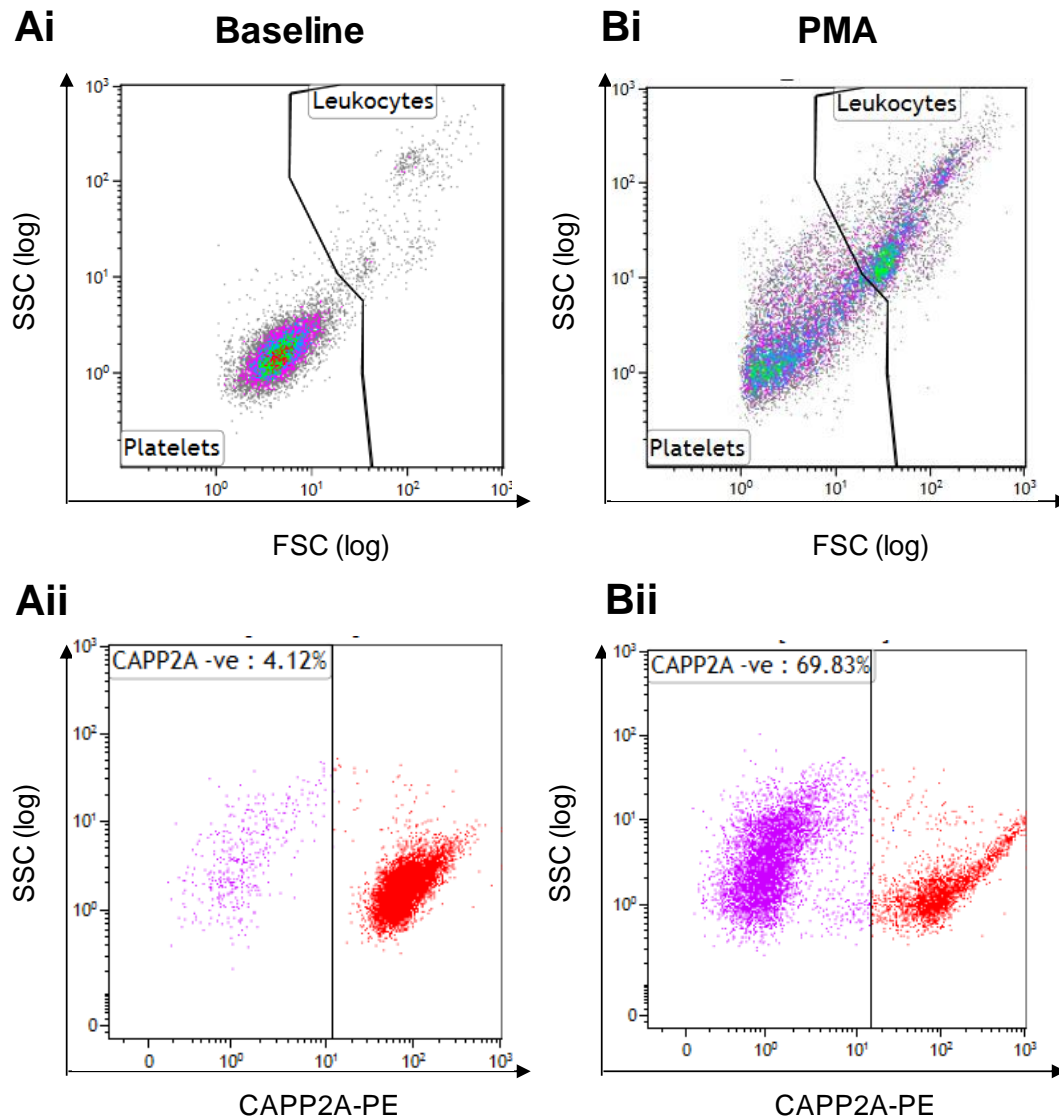 Ai Baseline
Bi PMA
Leukocytes
Platelets
10³
10²
10¹
10⁰
SSC (log)
10⁰ 10¹ 10² 10³
FSC (log)
Leukocytes
Platelets
10³
10²
10¹
10⁰
SSC (log)
10⁰ 10¹ 10² 10³
FSC (log)
Aii
CAPP2A -ve : 4.12%
10³
10²
10¹
10⁰
0
SSC (log)
0 10⁰ 10¹ 10² 10³
CAPP2A-PE
Bii
CAPP2A -ve : 69.83%
10³
10²
10¹
10⁰
0
SSC (log)
0 10⁰ 10¹ 10² 10³
CAPP2A-PE